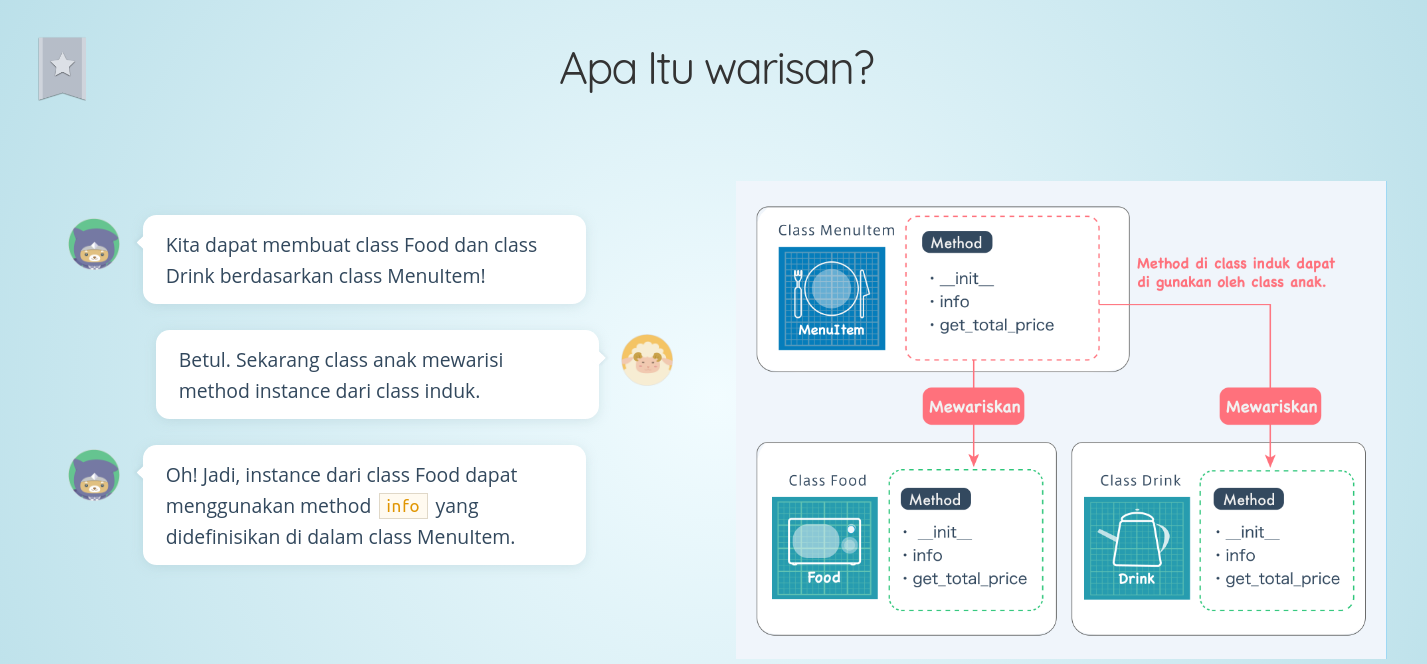 Apa Itu warisan?
Kita dapat membuat class Food dan class
Drink berdasarkan class MenuItem!
Betul. Sekarang class anak mewarisi
method instance dari class induk.
Oh! Jadi, instance dari class Food dapat
menggunakan method info yang
didefinisikan di dalam class MenuItem.
Class MenuItem
MenuItem
Method
・__init__
・info
・get_total_price
Method di class induk dapat
di gunakan oleh class anak.
Mewariskan
Mewariskan
Class Food
Food
Method
・ __init__
・info
・get_total_price
Class Drink
Drink
Method
・__init__
・info
・get_total_price